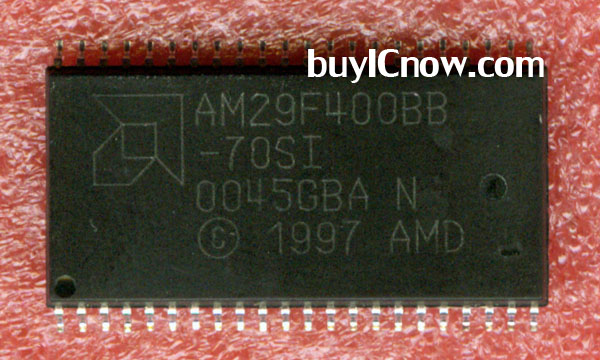 buyICnow.com
AM29F400BB
-70SI
0045GBA N
© 1997 AMD